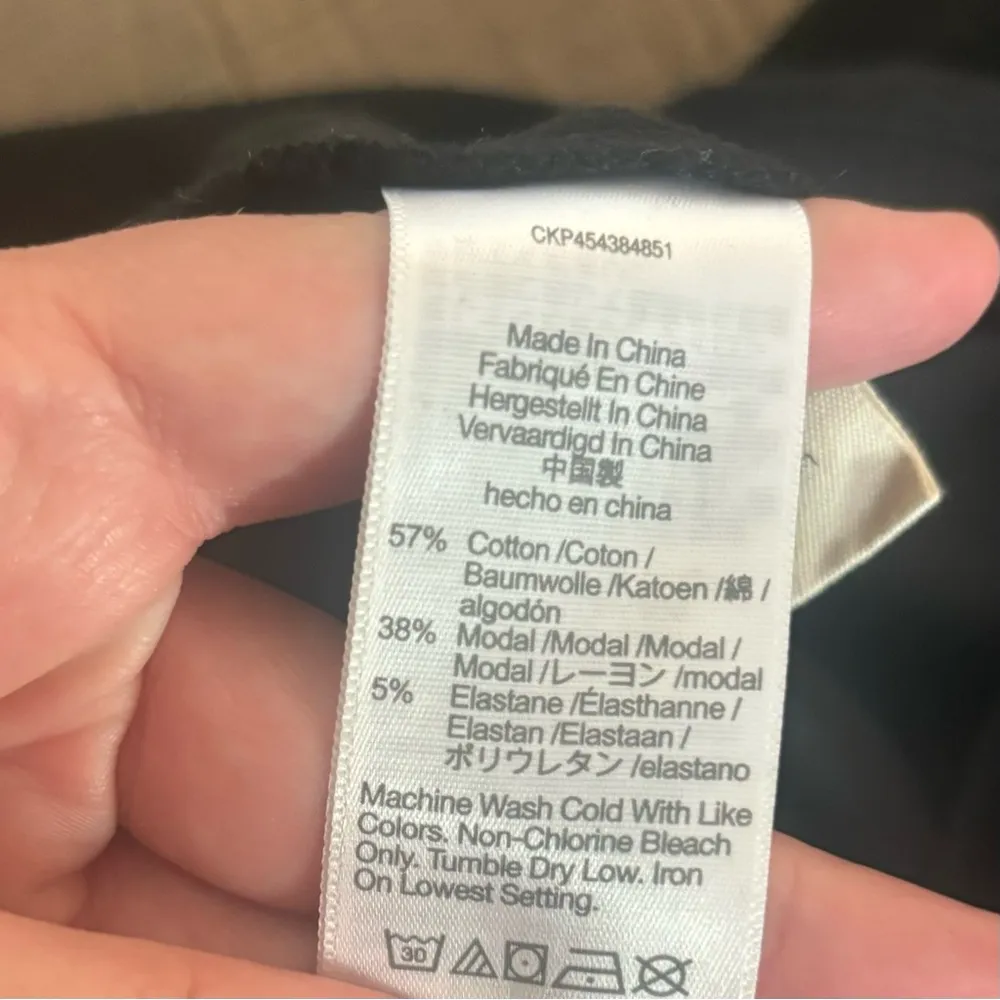 CKP454384851
Made In China
Fabriqué En Chine
Hergestellt In China
Vervaardigd In China
中国製
hecho en china
57% Cotton /Coton /
Baumwolle /Katoen /綿 /
algodón
38% Modal /Modal /Modal /
Modal /レーヨン /modal
5% Elastane /Élasthanne /
Elastan /Elastaan /
ポリウレタン /elastano
Machine Wash Cold With Like
Colors. Non-Chlorine Bleach
Only. Tumble Dry Low. Iron
On Lowest Setting.
30